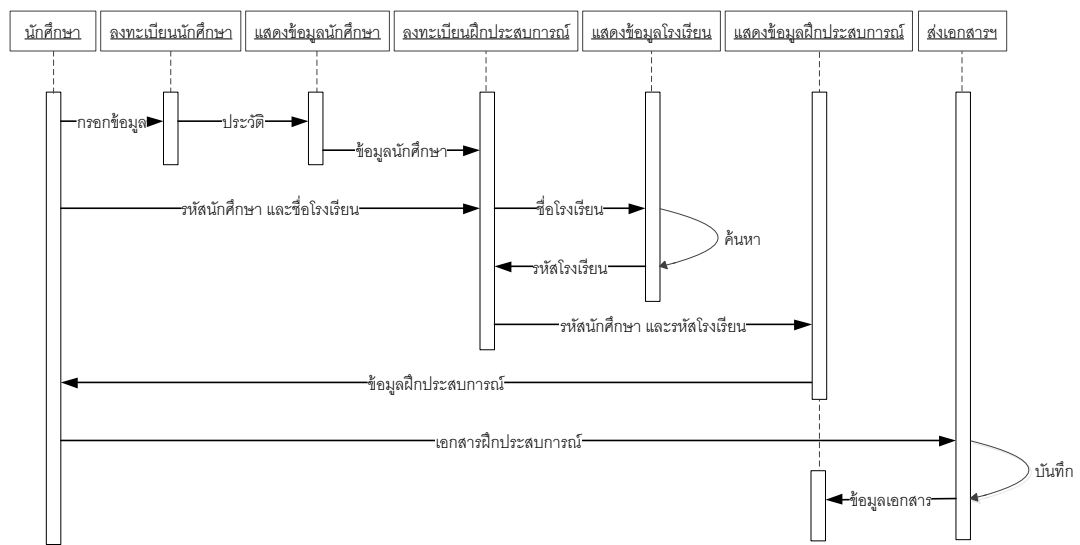 นักศึกษา
ลงทะเบียนนักศึกษา
แสดงข้อมูลนักศึกษา
ลงทะเบียนฝึกประสบการณ์
แสดงข้อมูลโรงเรียน
แสดงข้อมูลฝึกประสบการณ์
ส่งเอกสารฯ
กรอกข้อมูล
ประวัติ
ข้อมูลนักศึกษา
รหัสนักศึกษา และชื่อโรงเรียน
ชื่อโรงเรียน
ค้นหา
รหัสโรงเรียน
รหัสนักศึกษา และรหัสโรงเรียน
ข้อมูลฝึกประสบการณ์
เอกสารฝึกประสบการณ์
บันทึก
ข้อมูลเอกสาร